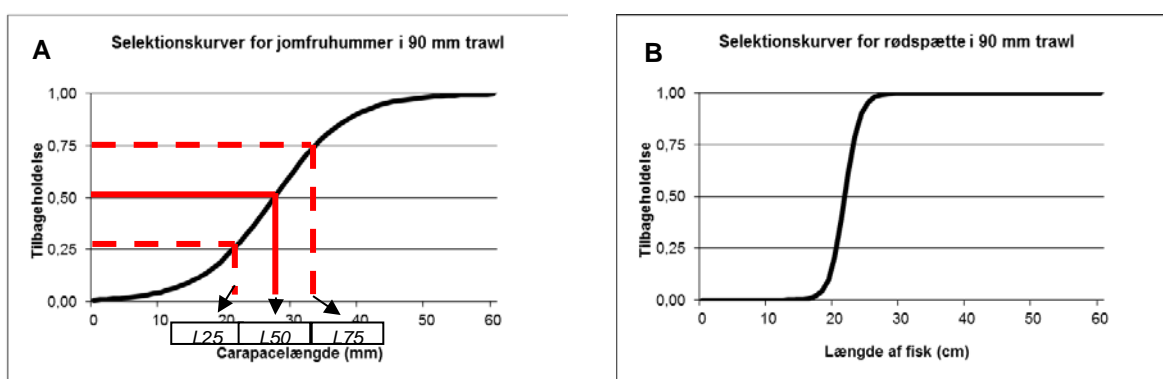 A
Selektionskurver for jomfruhummer i 90 mm trawl
Tilbageholdelse
1,00
0,75
0,50
0,25
0,00
0 10 20 30 40 50 60
L25 L50 L75
Carapacelængde (mm)
B
Selektionskurver for rødspætte i 90 mm trawl
Tilbageholdelse
1,00
0,75
0,50
0,25
0,00
0 10 20 30 40 50 60
Længde af fisk (cm)